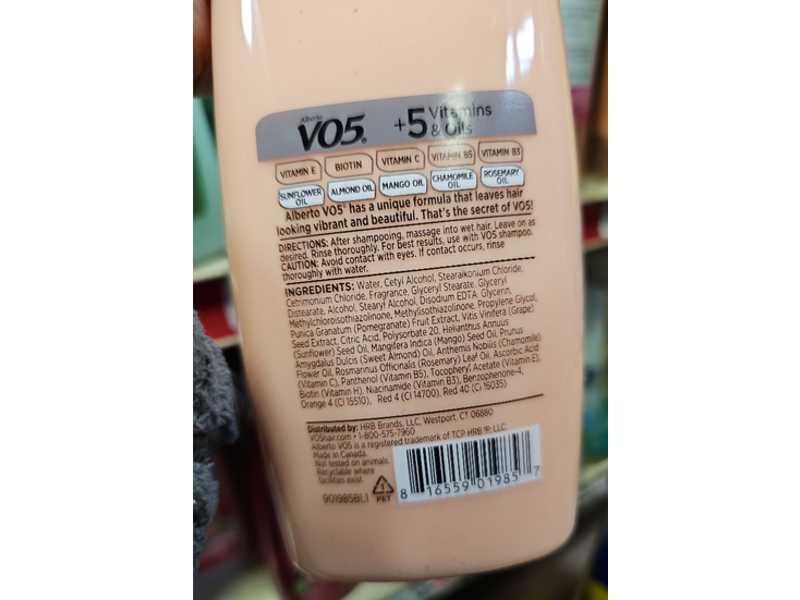 Alberto
VO5® +5 Vitamins & Oils
VITAMIN E BIOTIN VITAMIN C VITAMIN B5 VITAMIN B3
SUNFLOWER OIL ALMOND OIL MANGO OIL CHAMOMILE OIL ROSEMARY OIL
Alberto VO5® has a unique formula that leaves hair
looking vibrant and beautiful. That's the secret of VO5!
DIRECTIONS: After shampooing, massage into wet hair. Leave on as
desired. Rinse thoroughly. For best results, use with VO5 shampoo.
CAUTION: Avoid contact with eyes. If contact occurs, rinse
thoroughly with water.
INGREDIENTS: Water, Cetyl Alcohol, Stearalkonium Chloride,
Cetrimonium Chloride, Fragrance, Glyceryl Stearate, Glyceryl
Distearate, Alcohol, Stearyl Alcohol, Disodium EDTA, Glycerin,
Methylchloroisothiazolinone, Methylisothiazolinone, Propylene Glycol,
Punica Granatum (Pomegranate) Fruit Extract, Vitis Vinifera (Grape)
Seed Extract, Citric Acid, Polysorbate 20, Helianthus Annuus
(Sunflower) Seed Oil, Mangifera Indica (Mango) Seed Oil, Prunus
Amygdalus Dulcis (Sweet Almond) Oil, Anthemis Nobilis (Chamomile)
Flower Oil, Rosmarinus Officinalis (Rosemary) Leaf Oil, Ascorbic Acid
(Vitamin C), Panthenol (Vitamin B5), Tocopheryl Acetate (Vitamin E),
Biotin (Vitamin H), Niacinamide (Vitamin B3), Benzophenone-4,
Orange 4 (CI 15510), Red 4 (CI 14700), Red 40 (CI 16035)
Distributed by: HRB Brands, LLC, Westport, CT 06880
VO5hair.com • 1-800-575-7960
Alberto VO5 is a registered trademark of TCP HRB IP, LLC.
Made in Canada.
Not tested on animals.
Recyclable where
facilities exist.
901985BL1 1 PET
8 16559 01985 7